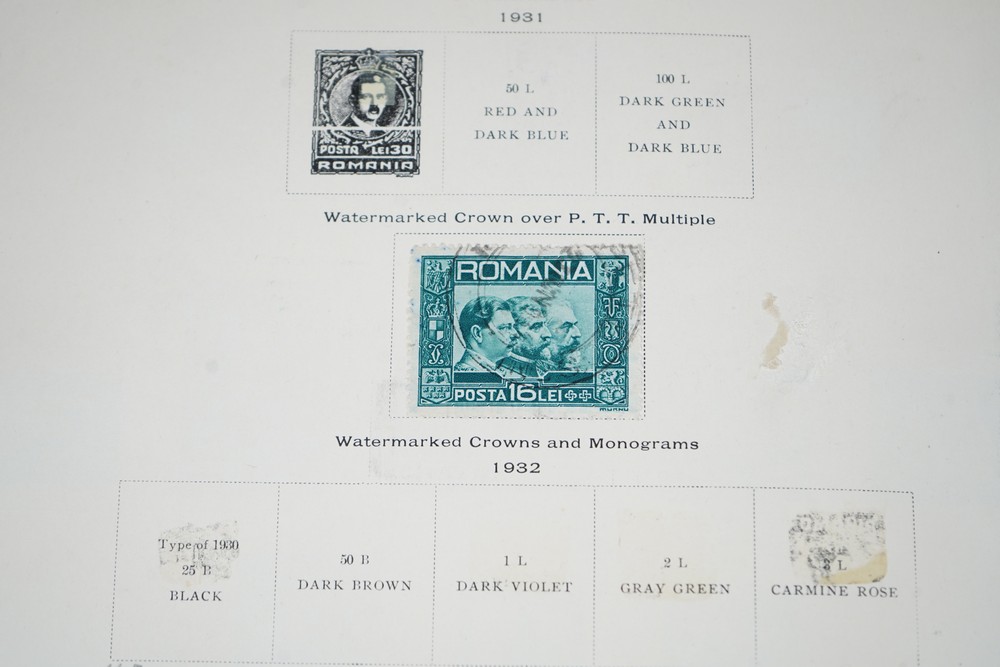 1931
POSTA LEI 30
ROMANIA
50 L
RED AND
DARK BLUE
100 L
DARK GREEN
AND
DARK BLUE
Watermarked Crown over P. T. T. Multiple
ROMANIA
POSTA 16 LEI
MURNU
Watermarked Crowns and Monograms
1932
Type of 1930
25 B
BLACK
50 B
DARK BROWN
1 L
DARK VIOLET
2 L
GRAY GREEN
L
CARMINE ROSE